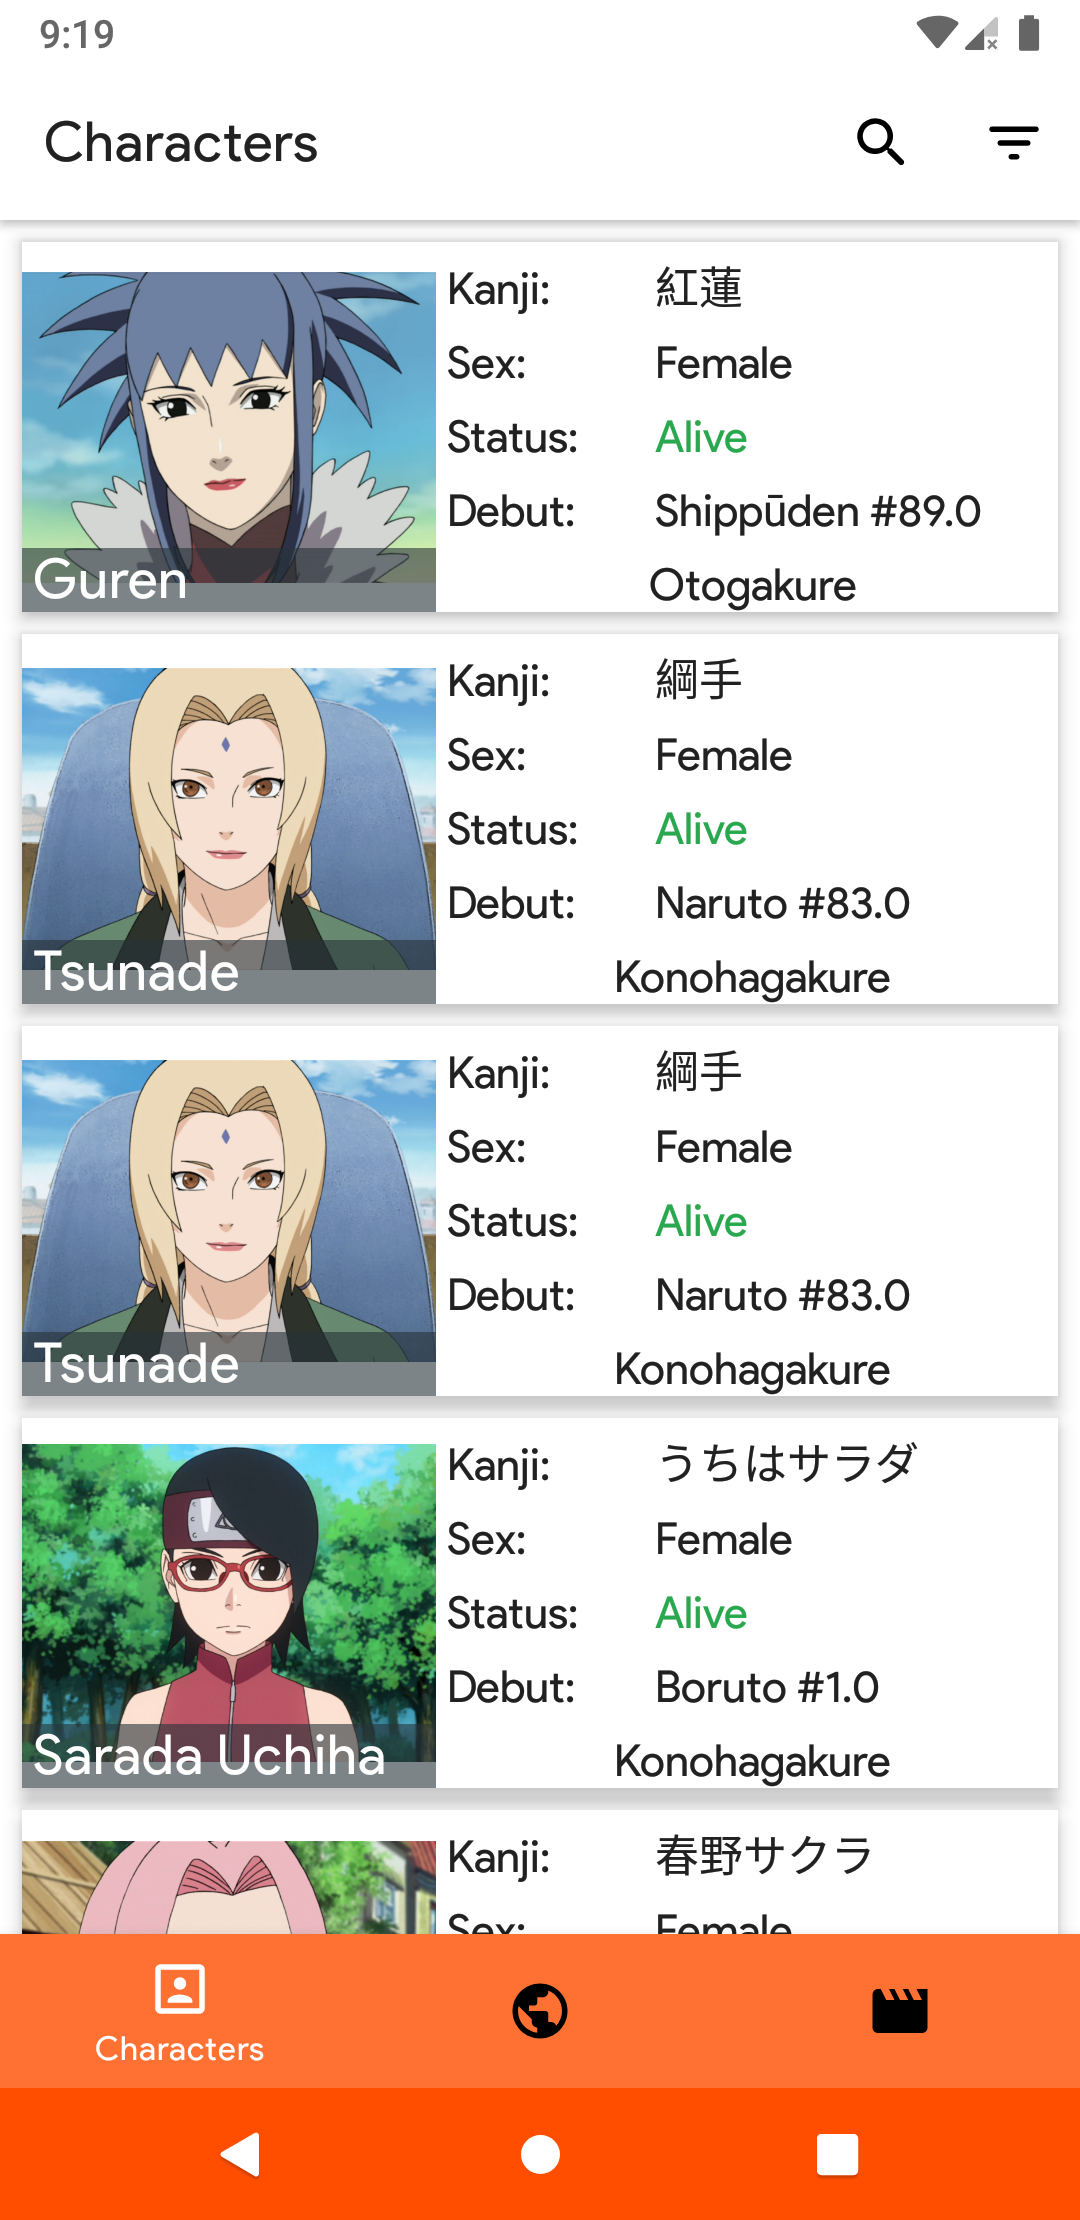 9:19
Characters
Kanji: 紅蓮
Sex: Female
Status: Alive
Debut: Shippūden #89.0
Guren
Otogakure
Kanji: 綱手
Sex: Female
Status: Alive
Debut: Naruto #83.0
Tsunade
Konohagakure
Kanji: 綱手
Sex: Female
Status: Alive
Debut: Naruto #83.0
Tsunade
Konohagakure
Kanji: うちはサラダ
Sex: Female
Status: Alive
Debut: Boruto #1.0
Sarada Uchiha
Konohagakure
Kanji: 春野サクラ
Sex: Female
Characters